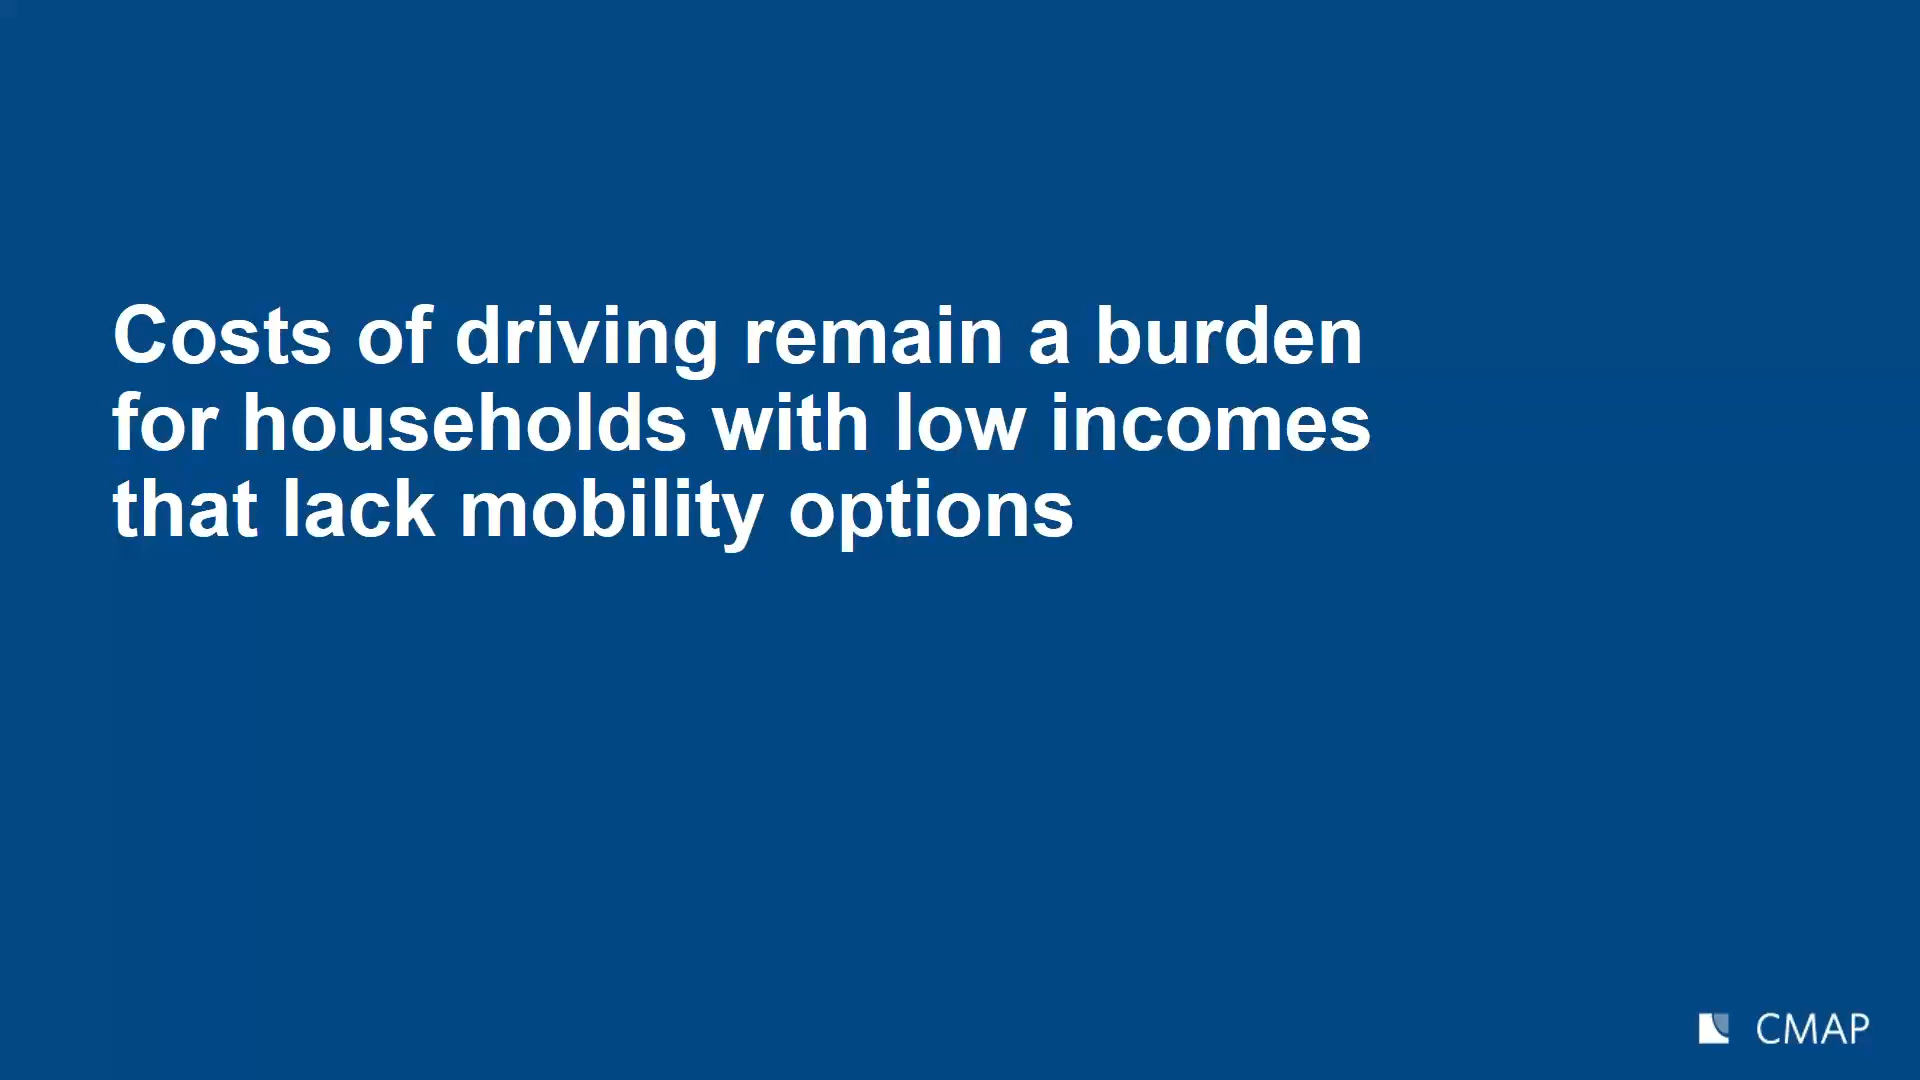 Costs of driving remain a burden
for households with low incomes
that lack mobility options
CMAP